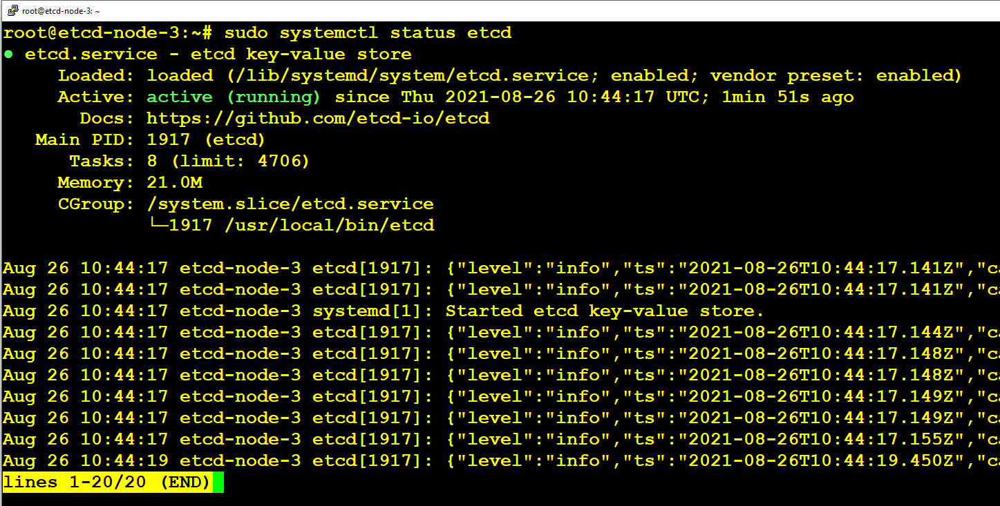 root@etcd-node-3: ~
root@etcd-node-3:~# sudo systemctl status etcd
● etcd.service - etcd key-value store
Loaded: loaded (/lib/systemd/system/etcd.service; enabled; vendor preset: enabled)
Active: active (running) since Thu 2021-08-26 10:44:17 UTC; 1min 51s ago
Docs: https://github.com/etcd-io/etcd
Main PID: 1917 (etcd)
Tasks: 8 (limit: 4706)
Memory: 21.0M
CGroup: /system.slice/etcd.service
└─1917 /usr/local/bin/etcd
Aug 26 10:44:17 etcd-node-3 etcd[1917]: {"level":"info","ts":"2021-08-26T10:44:17.141Z","ca
Aug 26 10:44:17 etcd-node-3 etcd[1917]: {"level":"info","ts":"2021-08-26T10:44:17.141Z","ca
Aug 26 10:44:17 etcd-node-3 systemd[1]: Started etcd key-value store.
Aug 26 10:44:17 etcd-node-3 etcd[1917]: {"level":"info","ts":"2021-08-26T10:44:17.144Z","ca
Aug 26 10:44:17 etcd-node-3 etcd[1917]: {"level":"info","ts":"2021-08-26T10:44:17.148Z","ca
Aug 26 10:44:17 etcd-node-3 etcd[1917]: {"level":"info","ts":"2021-08-26T10:44:17.148Z","ca
Aug 26 10:44:17 etcd-node-3 etcd[1917]: {"level":"info","ts":"2021-08-26T10:44:17.149Z","ca
Aug 26 10:44:17 etcd-node-3 etcd[1917]: {"level":"info","ts":"2021-08-26T10:44:17.149Z","ca
Aug 26 10:44:17 etcd-node-3 etcd[1917]: {"level":"info","ts":"2021-08-26T10:44:17.155Z","ca
Aug 26 10:44:19 etcd-node-3 etcd[1917]: {"level":"info","ts":"2021-08-26T10:44:19.450Z","ca
lines 1-20/20 (END)